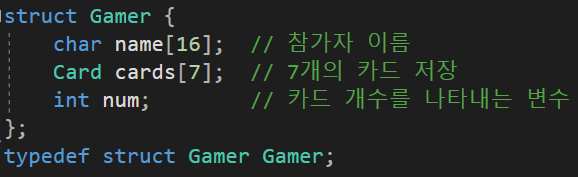 struct Gamer {
char name[16]; // 참가자 이름
Card cards[7]; // 7개의 카드 저장
int num; // 카드 개수를 나타내는 변수
};
typedef struct Gamer Gamer;